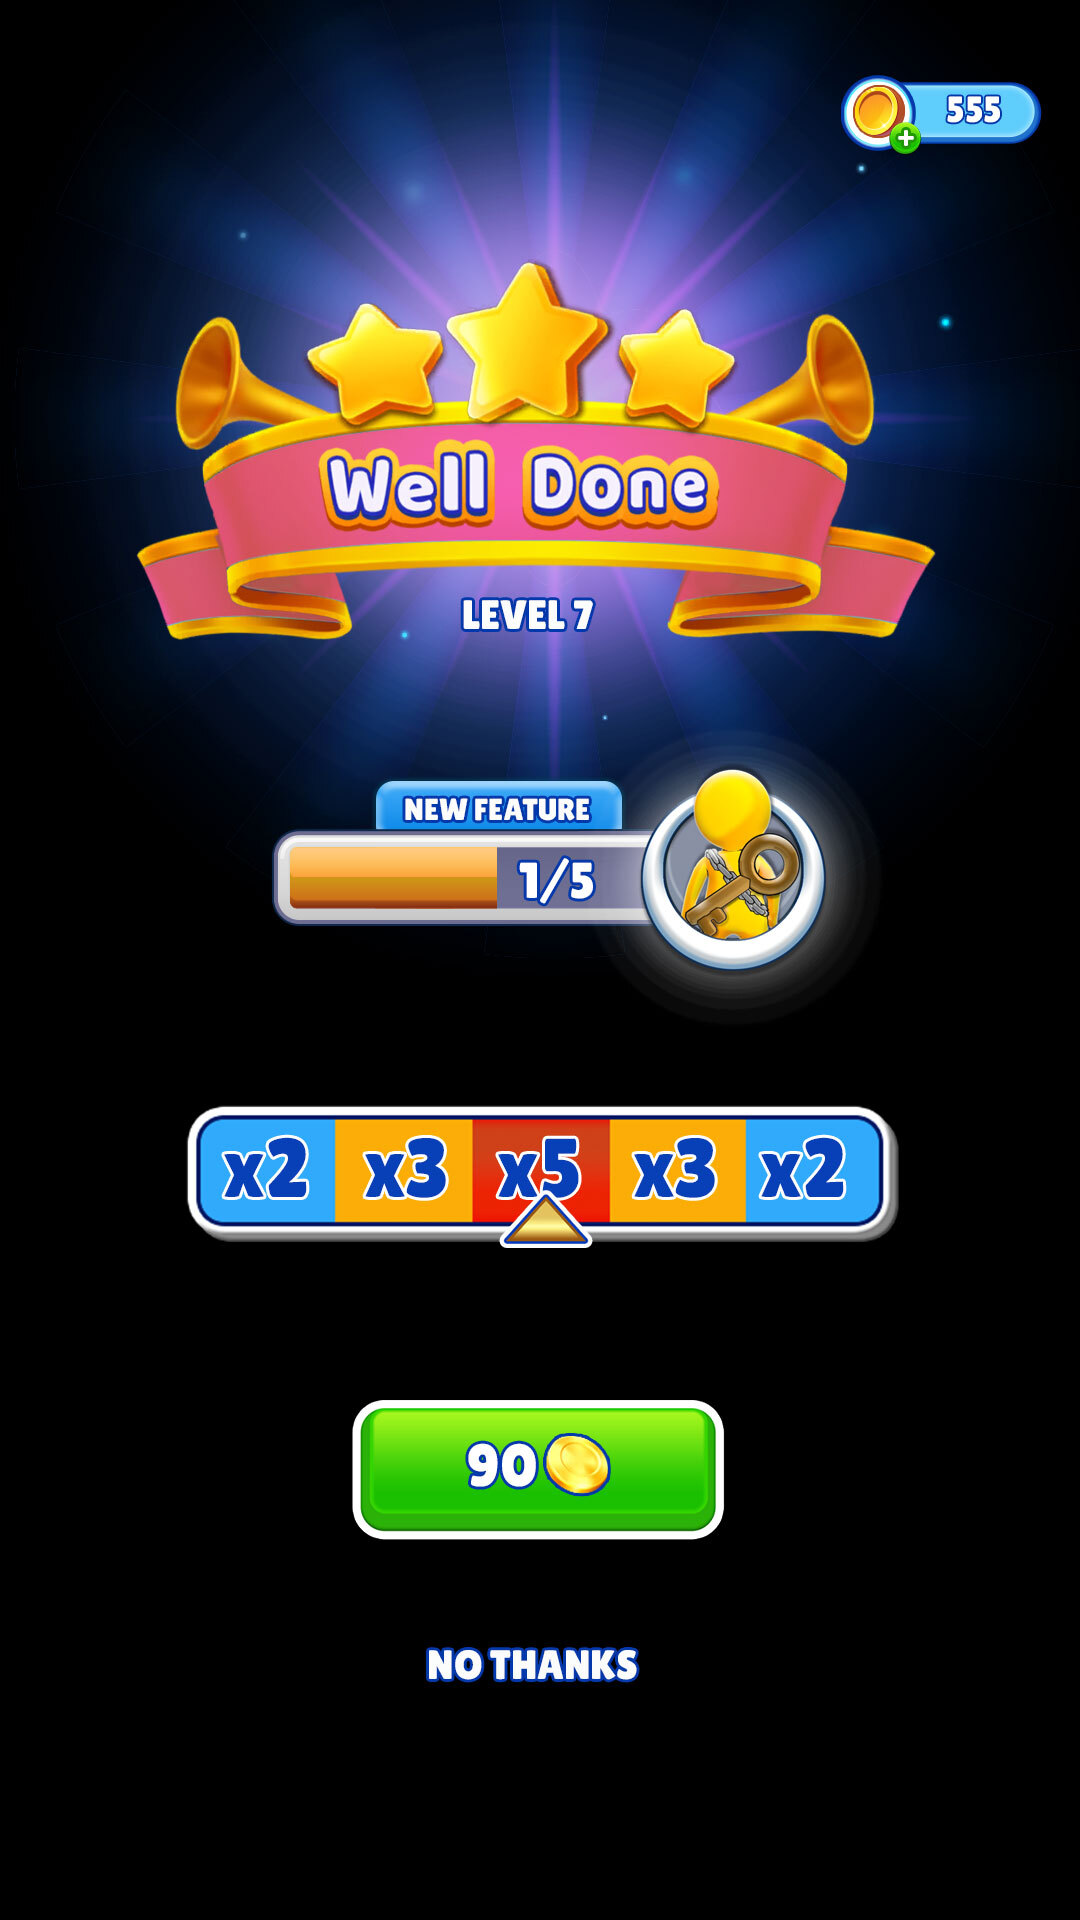 555
Well Done
LEVEL 7
NEW FEATURE
1/5
x2 x3 x5 x3 x2
90
NO THANKS